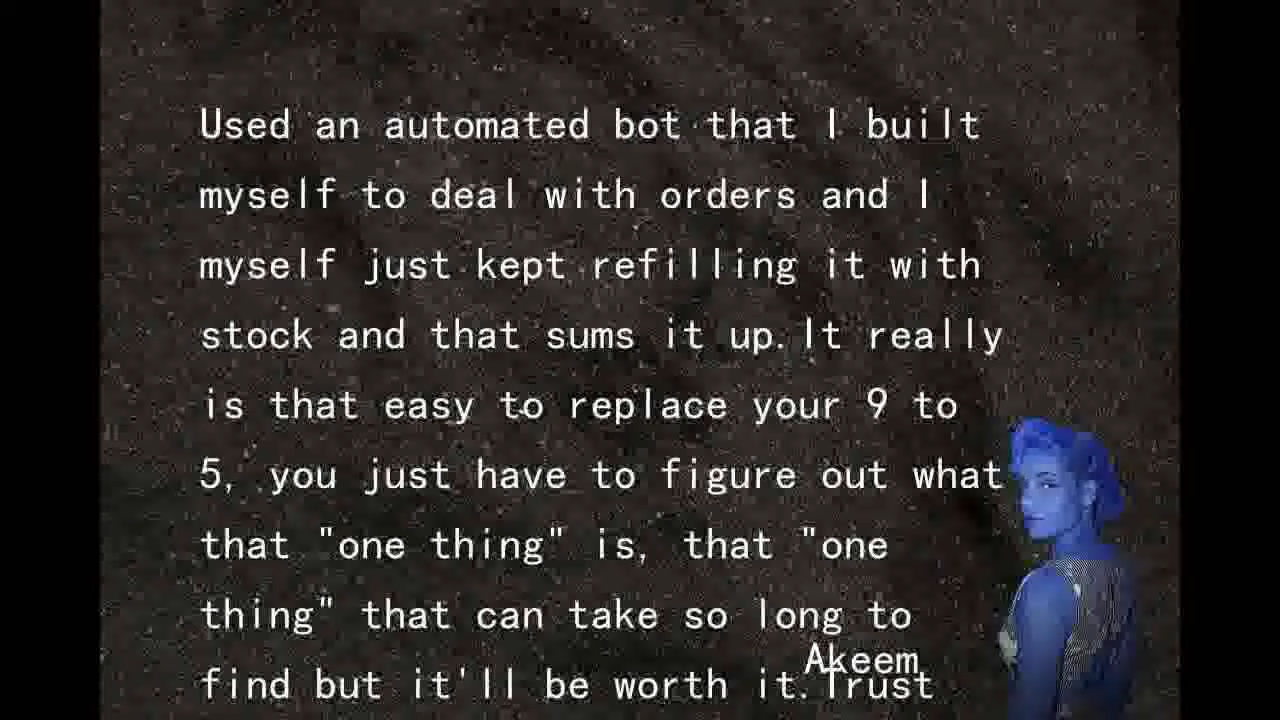 Used an automated bot that I built
myself to deal with orders and I
myself just kept refilling it with
stock and that sums it up. It really
is that easy to replace your 9 to
5, you just have to figure out what
that "one thing" is, that "one
thing" that can take so long to
Akeem
find but it'll be worth it. Trust